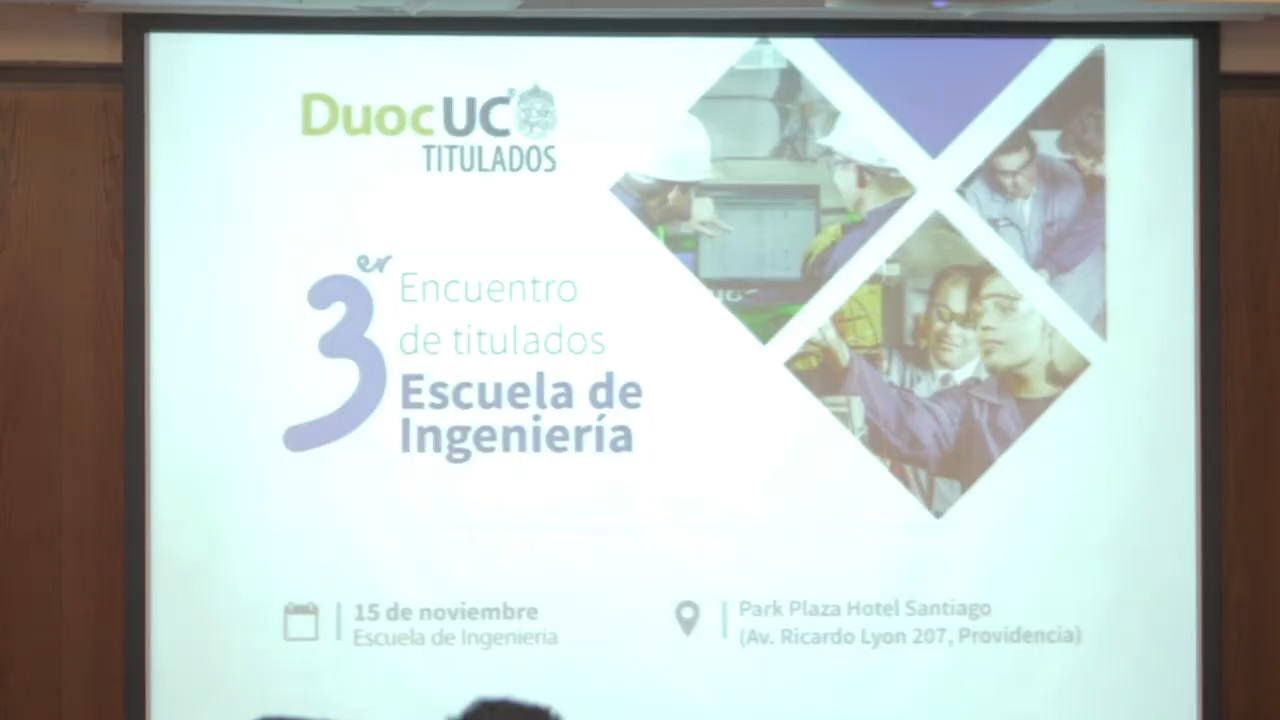 Duoc UC
TITULADOS
3er
Encuentro
de titulados
Escuela de
Ingeniería
15 de noviembre
Escuela de Ingeniería
Park Plaza Hotel Santiago
(Av. Ricardo Lyon 207, Providencia)